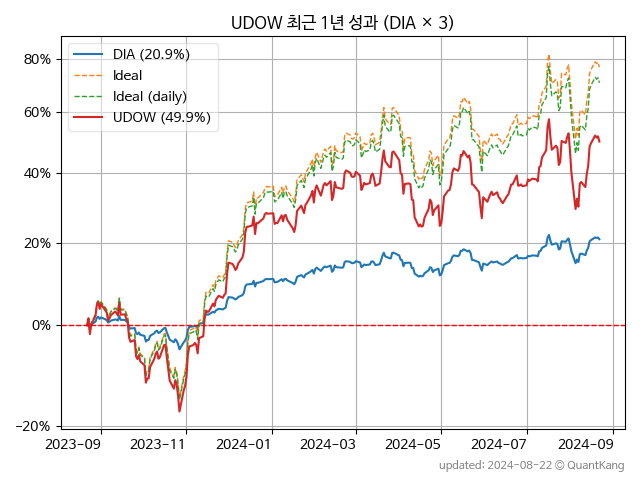 UDOW 최근 1년 성과 (DIA × 3)
DIA (20.9%)
Ideal
Ideal (daily)
UDOW (49.9%)
80%
60%
40%
20%
0%
-20%
2023-09
2023-11
2024-01
2024-03
2024-05
2024-07
2024-09
updated: 2024-08-22 © QuantKang